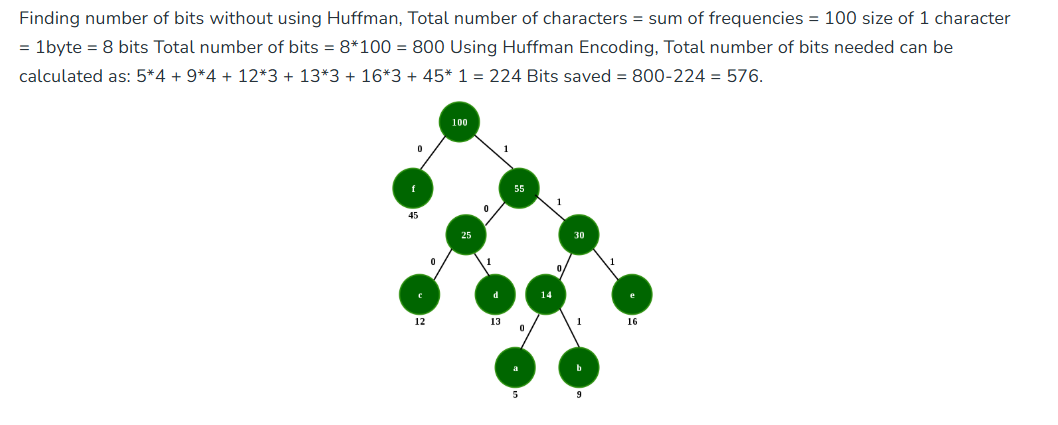 Finding number of bits without using Huffman, Total number of characters = sum of frequencies = 100 size of 1 character
= 1byte = 8 bits Total number of bits = 8*100 = 800 Using Huffman Encoding, Total number of bits needed can be
calculated as: 5*4 + 9*4 + 12*3 + 13*3 + 16*3 + 45* 1 = 224 Bits saved = 800-224 = 576.
100
0 1
f 55
45
0 1
25 30
0 1 0 1
c d 14 e
12 13 16
0 1
a b
5 9